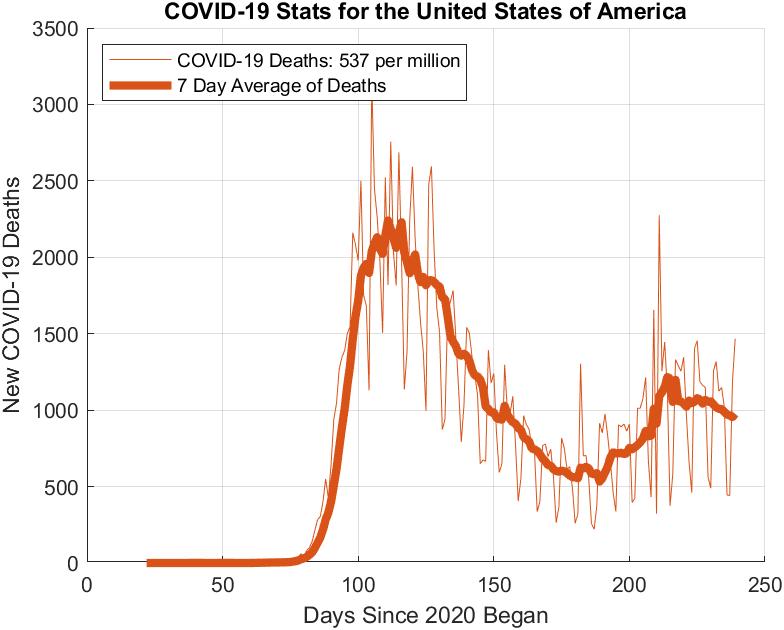 COVID-19 Stats for the United States of America
3500
COVID-19 Deaths: 537 per million
7 Day Average of Deaths
3000
2500
2000
1500
1000
500
0
New COVID-19 Deaths
0 50 100 150 200 250
Days Since 2020 Began